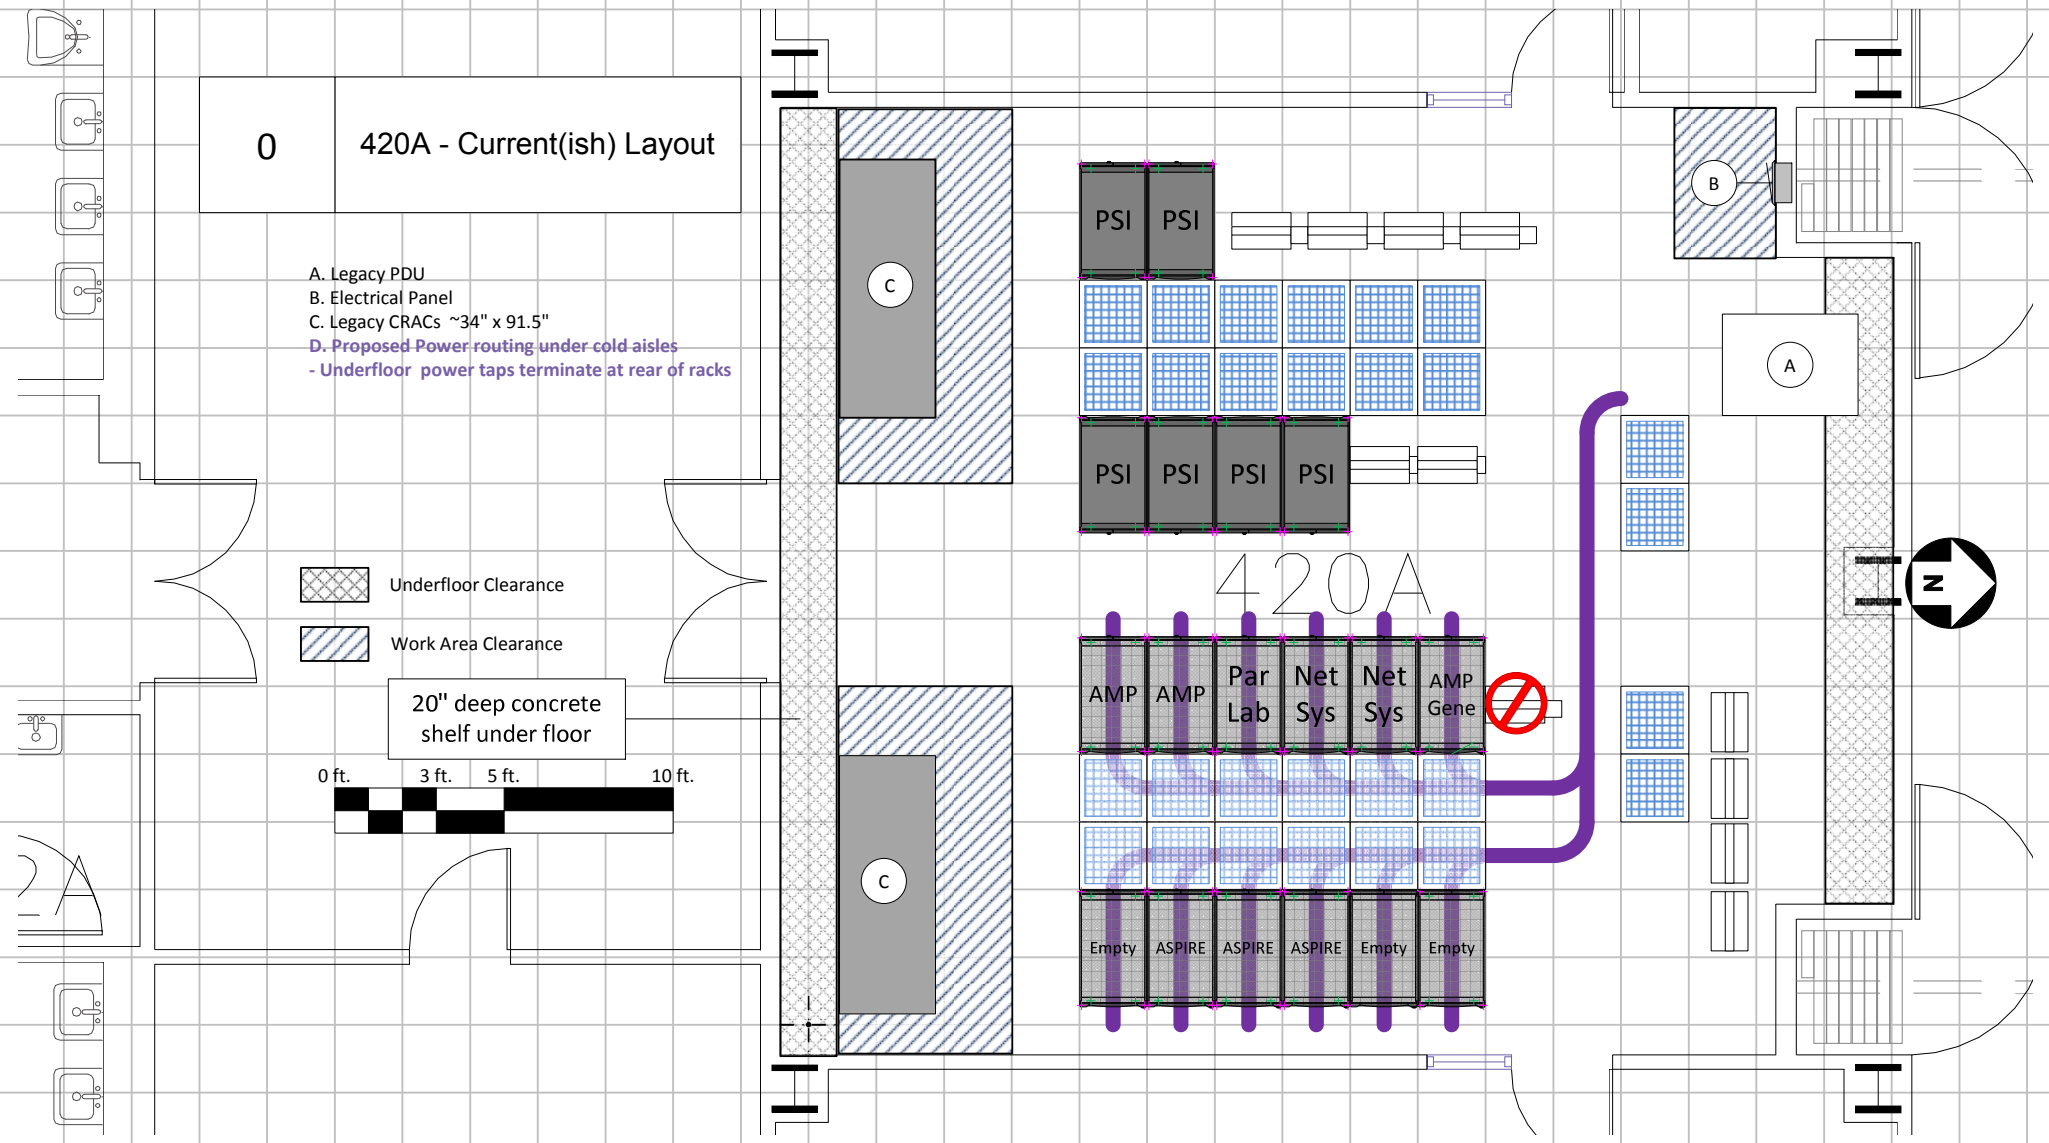 0
420A - Current(ish) Layout
A. Legacy PDU
B. Electrical Panel
C. Legacy CRACs ~34" x 91.5"
D. Proposed Power routing under cold aisles
- Underfloor power taps terminate at rear of racks
Underfloor Clearance
Work Area Clearance
20" deep concrete
shelf under floor
0 ft.
3 ft.
5 ft.
10 ft.
2A
C
C
PSI
PSI
PSI
PSI
PSI
PSI
B
A
N
420A
AMP
AMP
Par
Lab
Net
Sys
Net
Sys
AMP
Gene
Empty
ASPIRE
ASPIRE
ASPIRE
Empty
Empty